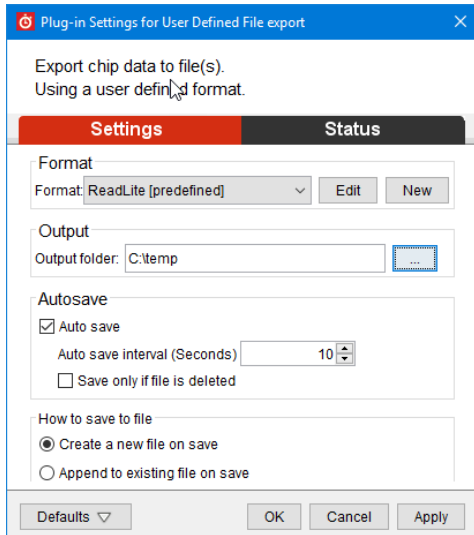 Plug-in Settings for User Defined File export
Export chip data to file(s).
Using a user defined format.
Settings Status
Format
Format: ReadLite [predefined] Edit New
Output
Output folder: C:\temp ...
Autosave
Auto save
Auto save interval (Seconds) 10
Save only if file is deleted
How to save to file
Create a new file on save
Append to existing file on save
Defaults OK Cancel Apply